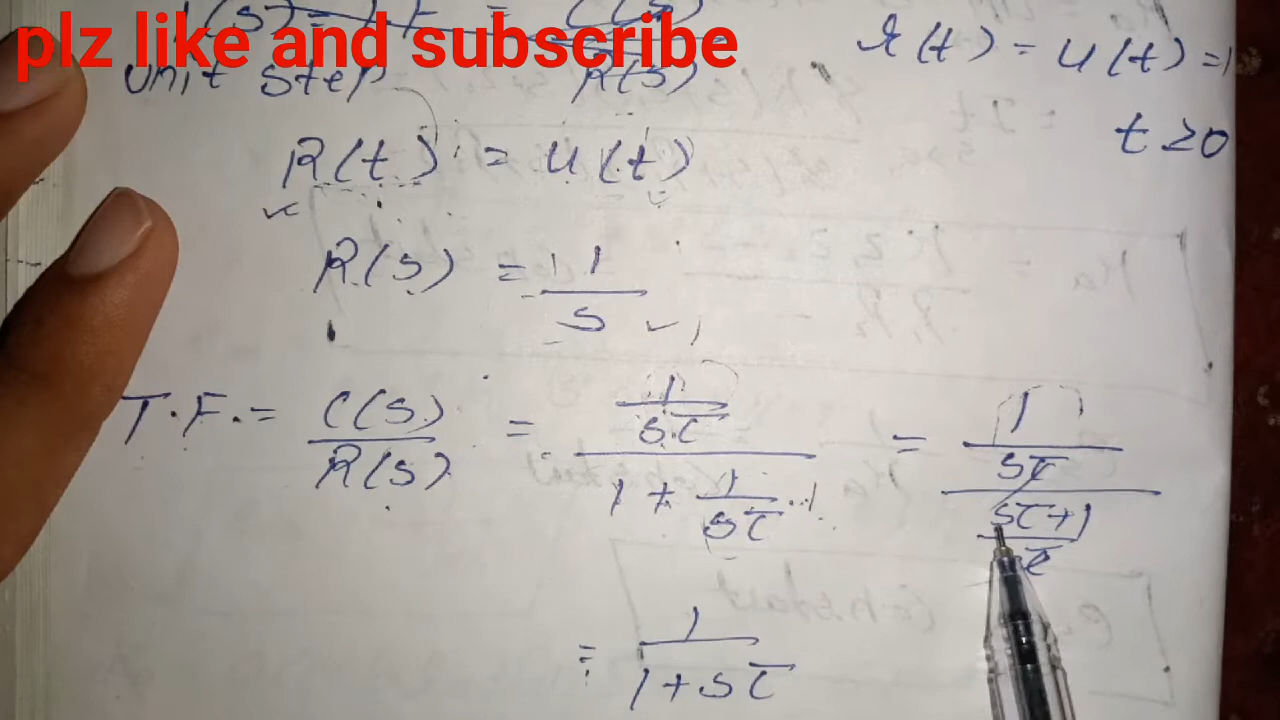 plz like and subscribe
r(t) = u(t) = 1
t ≥ 0
unit step
R(s)
R(t) = u(t)
R(s) = 1/s
T.F. = C(s)/R(s) = (1/sτ)/(1 + 1/sτ · 1) = (1/sτ)/((sτ+1)/sτ)
= 1/(1+sτ)